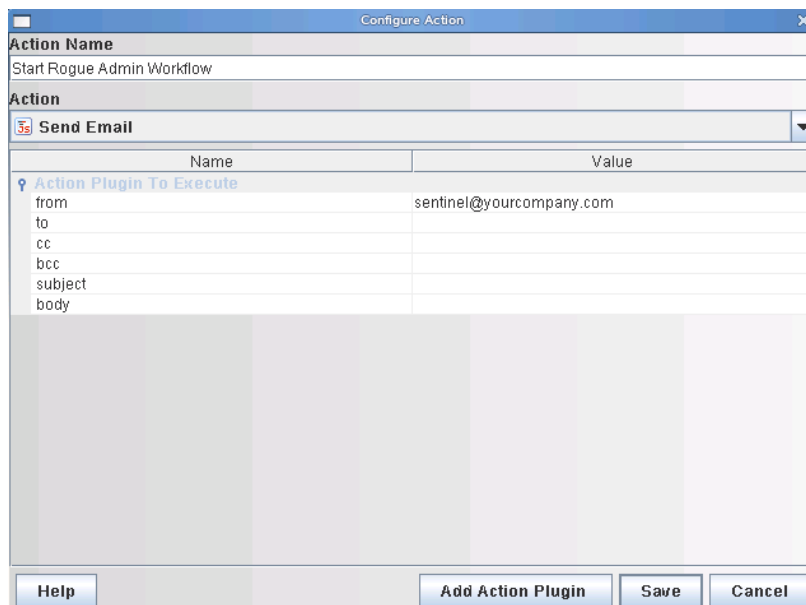 Configure Action
Action Name
Start Rogue Admin Workflow
Action
Js Send Email
Name Value
Action Plugin To Execute
from sentinel@yourcompany.com
to
cc
bcc
subject
body
Help Add Action Plugin Save Cancel